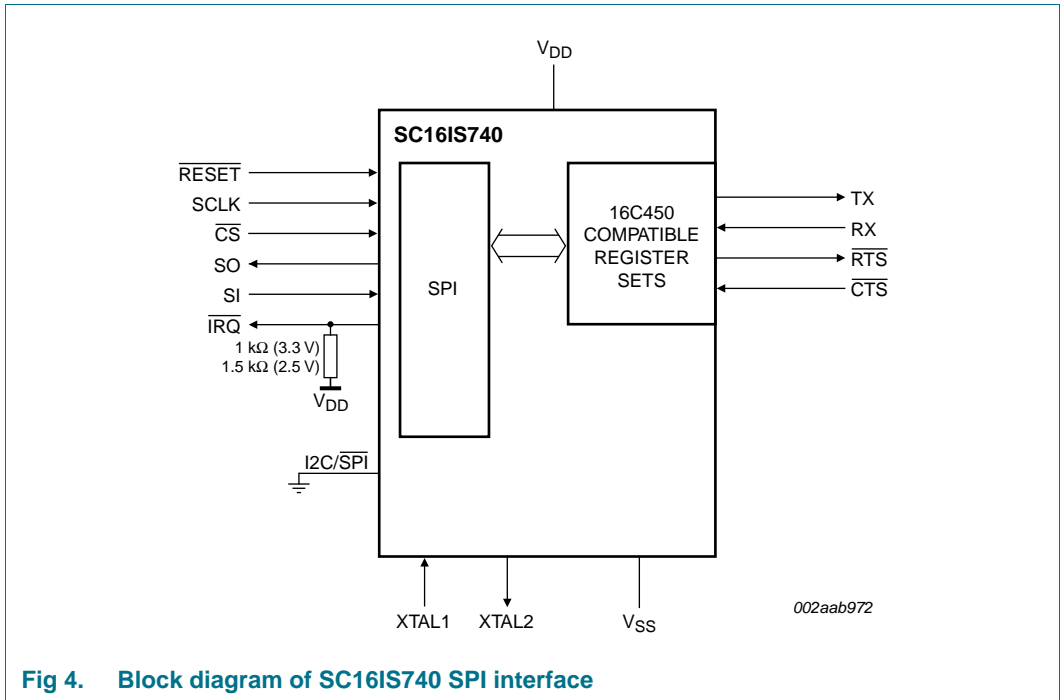 VDD
SC16IS740
RESET
SCLK
CS
SO
SI
IRQ
1 kΩ (3.3 V)
1.5 kΩ (2.5 V)
VDD
I2C/SPI
SPI
16C450
COMPATIBLE
REGISTER
SETS
TX
RX
RTS
CTS
XTAL1
XTAL2
VSS
002aab972
Fig 4. Block diagram of SC16IS740 SPI interface